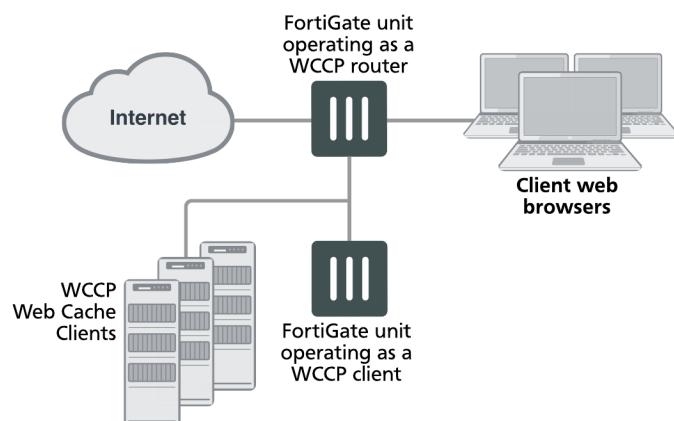 FortiGate unit
operating as a
WCCP router
Internet
Client web
browsers
WCCP
Web Cache
Clients
FortiGate unit
operating as a
WCCP client